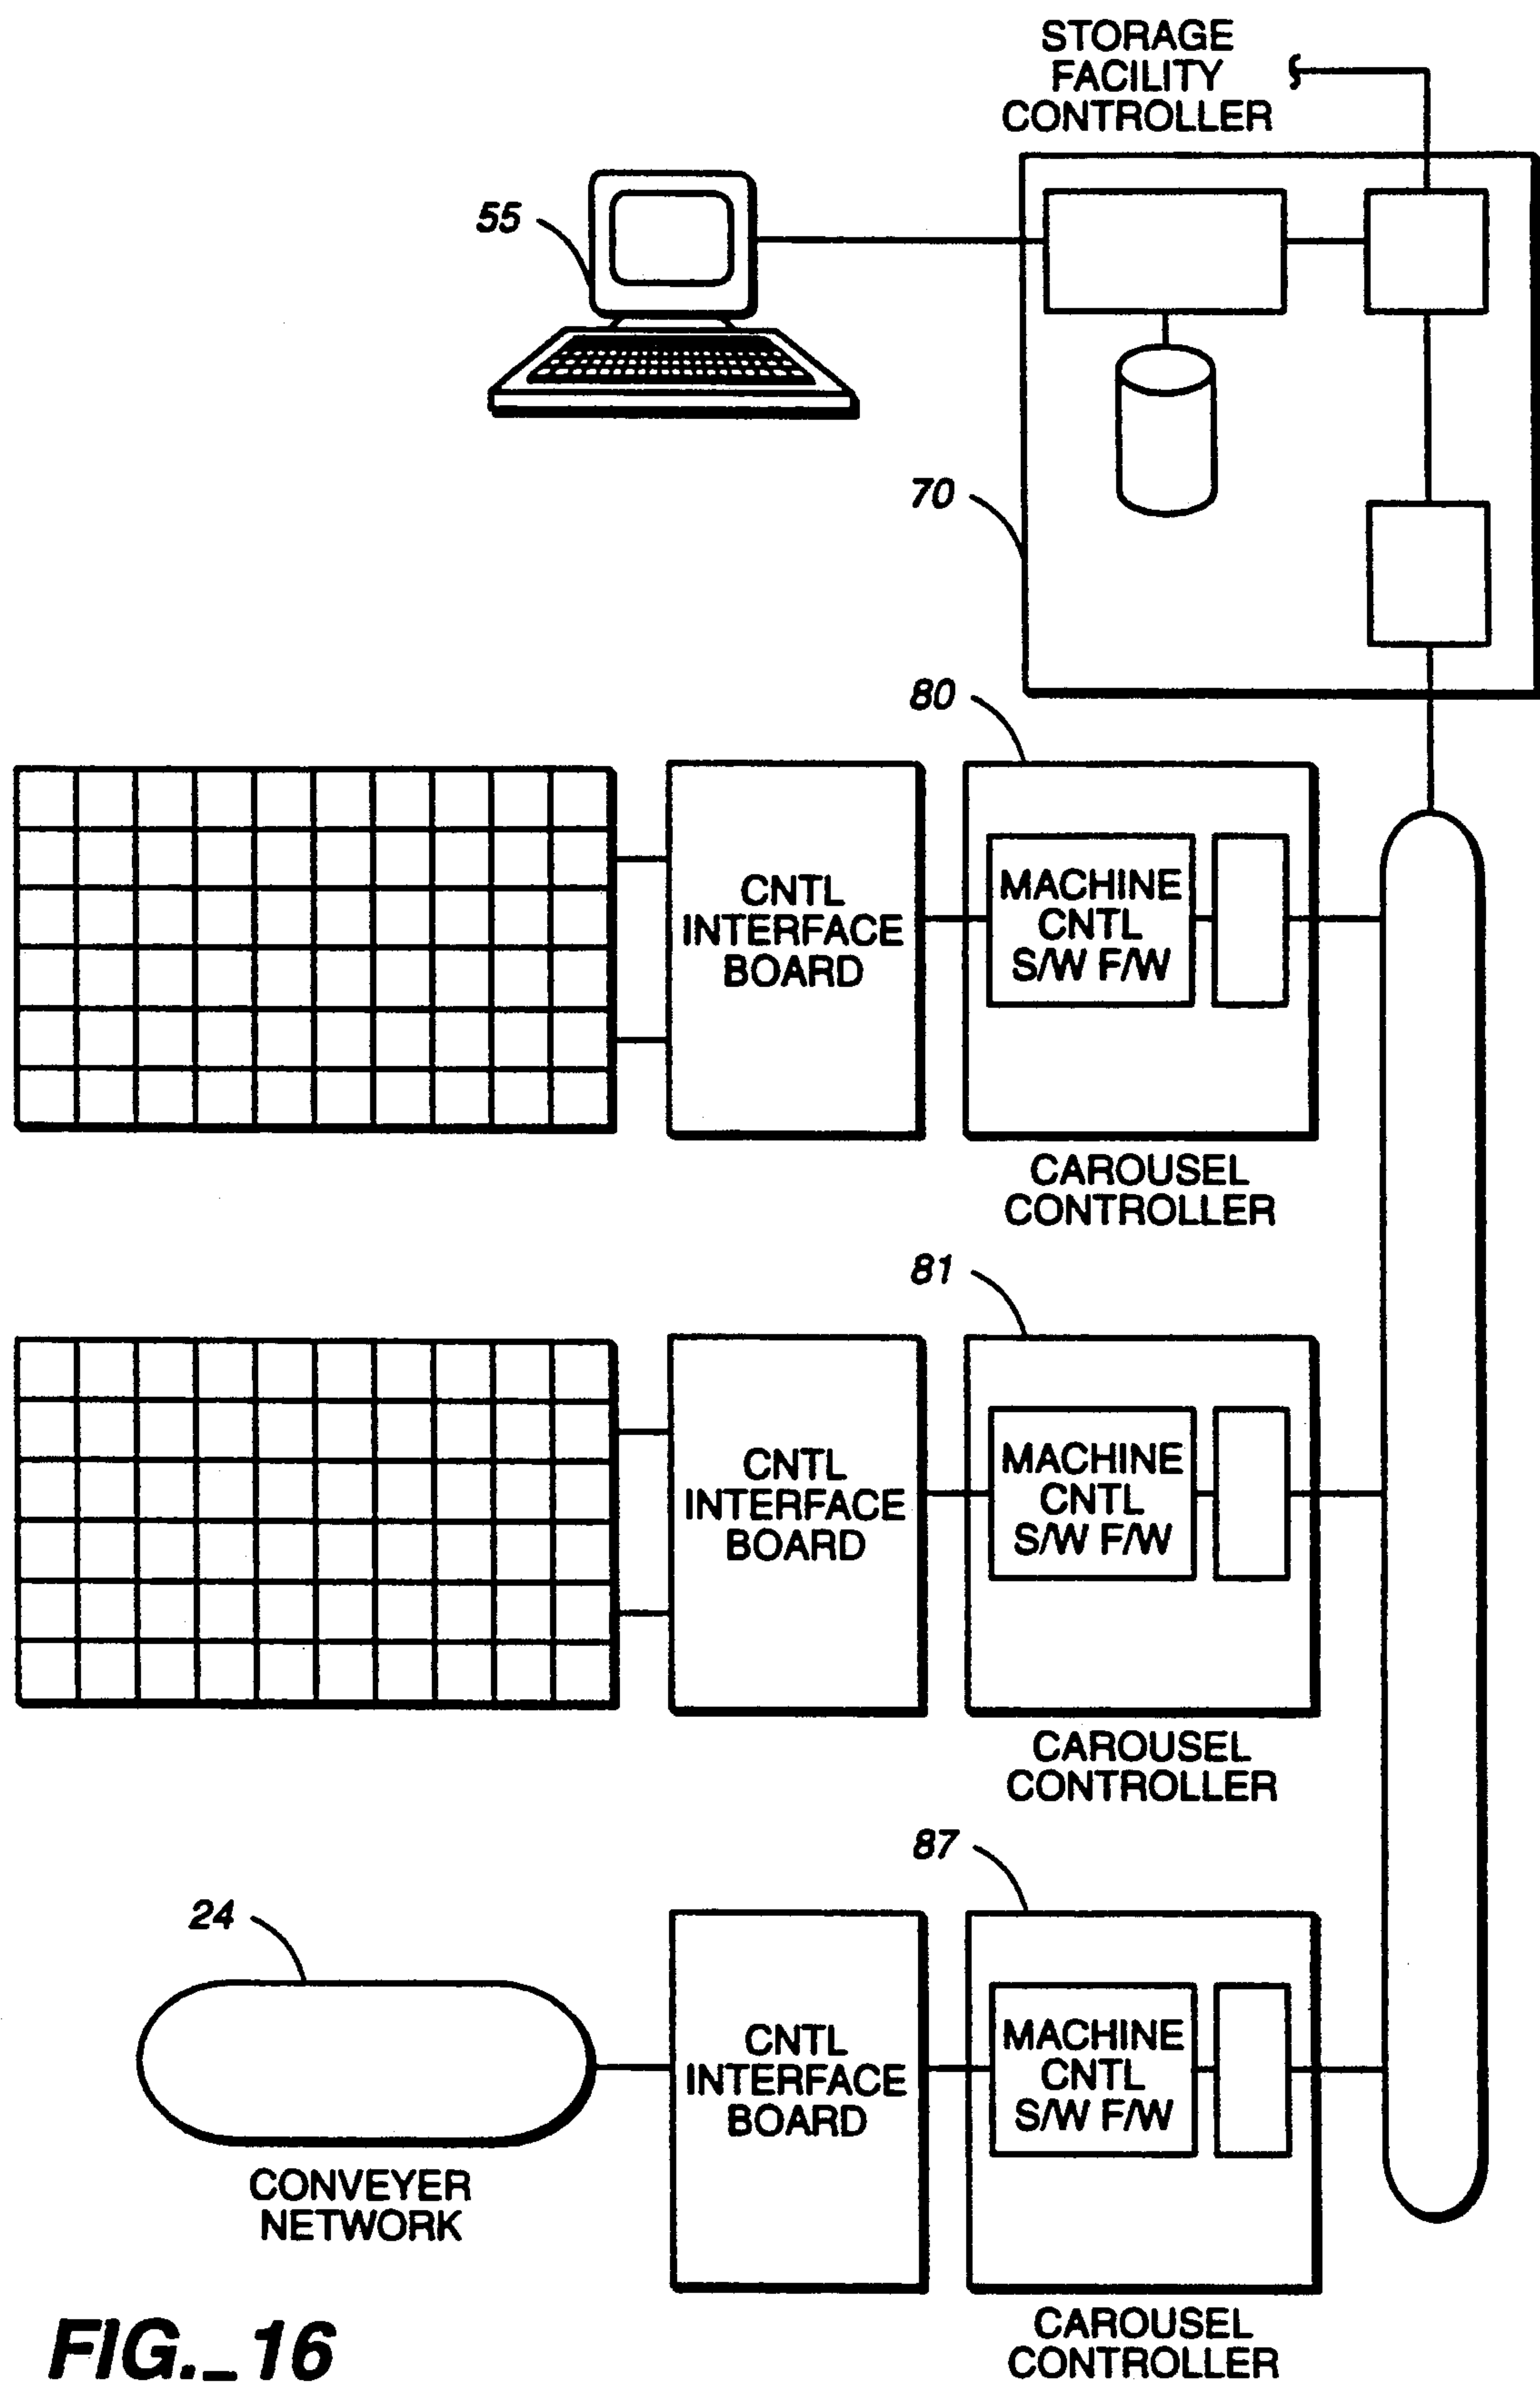 STORAGE
FACILITY
CONTROLLER
55
70
80
CNTL
INTERFACE
BOARD
MACHINE
CNTL
S/W F/W
CAROUSEL
CONTROLLER
81
CNTL
INTERFACE
BOARD
MACHINE
CNTL
S/W F/W
CAROUSEL
CONTROLLER
87
24
CNTL
INTERFACE
BOARD
MACHINE
CNTL
S/W F/W
CONVEYER
NETWORK
CAROUSEL
CONTROLLER
FIG._16